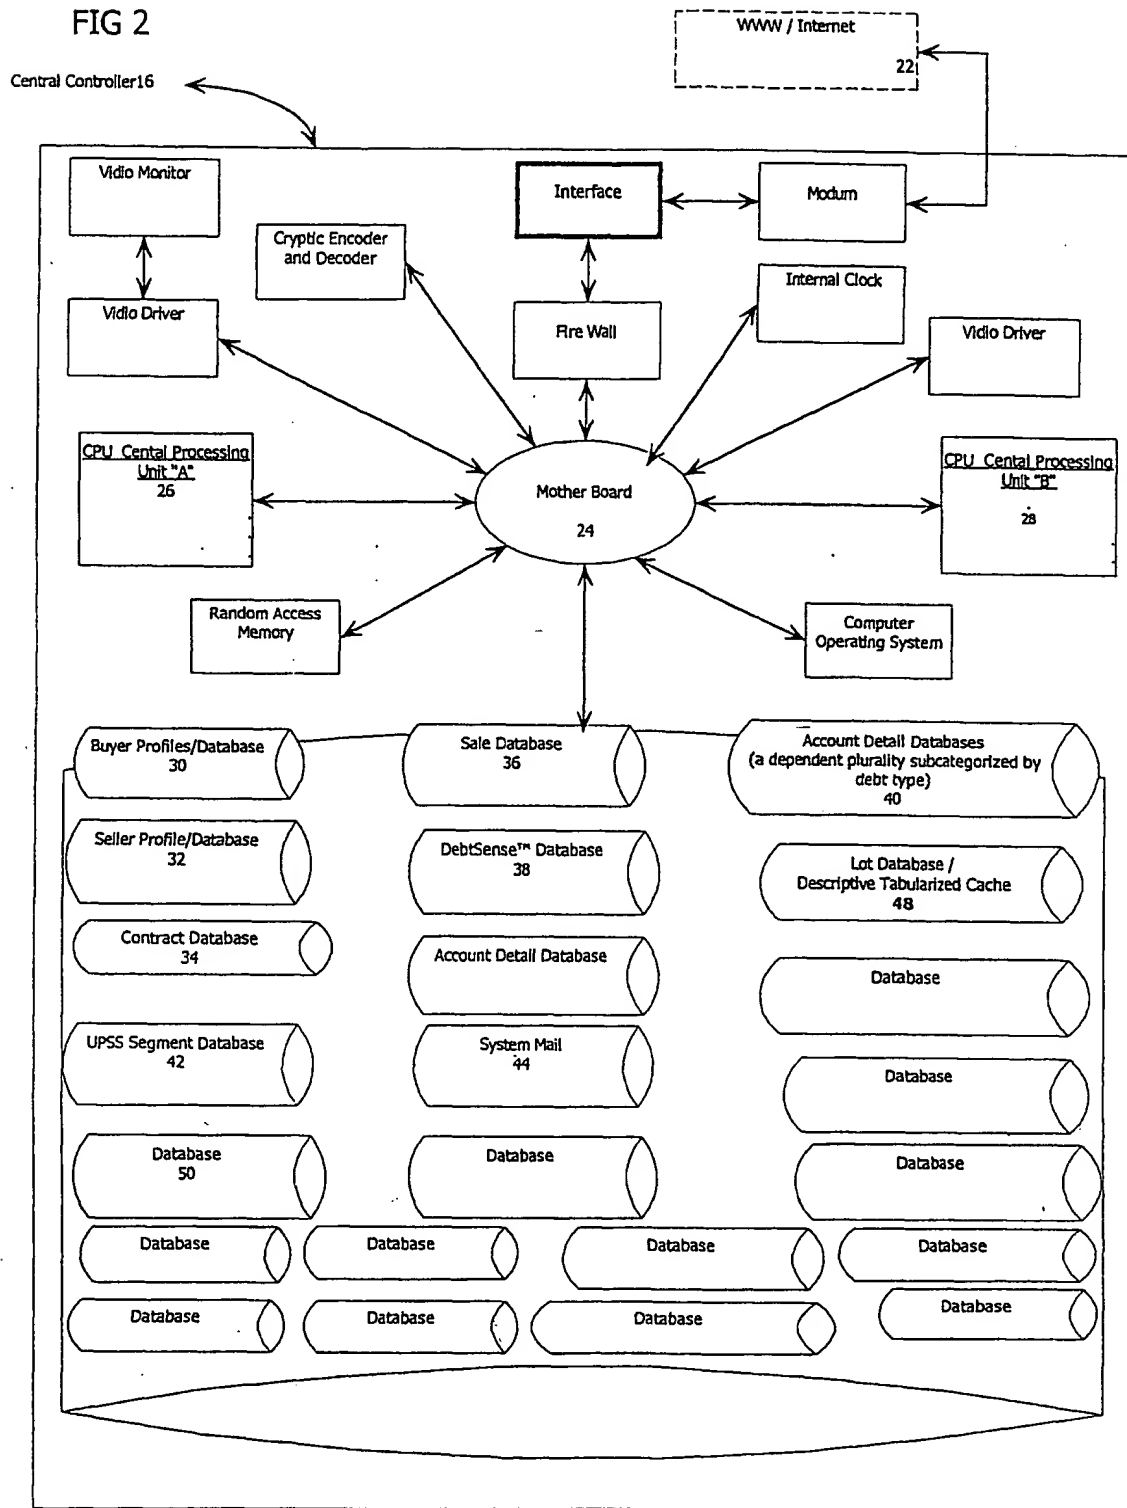 FIG 2
WWW / Internet
22
Central Controller16
Vidio Monitor
Interface
Modum
Cryptic Encoder
and Decoder
Internal Clock
Vidio Driver
Fire Wall
Vidio Driver
CPU Cental Processing
Unit "A"
26
Mother Board
24
CPU Cental Processing
Unit "B"
28
Random Access
Memory
Computer
Operating System
Buyer Profiles/Database
30
Sale Database
36
Account Detail Databases
(a dependent plurality subcategorized by
debt type)
40
Seller Profile/Database
32
DebtSense™ Database
38
Lot Database /
Descriptive Tabularized Cache
48
Contract Database
34
Account Detail Database
Database
UPSS Segment Database
42
System Mail
44
Database
Database
50
Database
Database
Database
Database
Database
Database
Database
Database
Database
Database